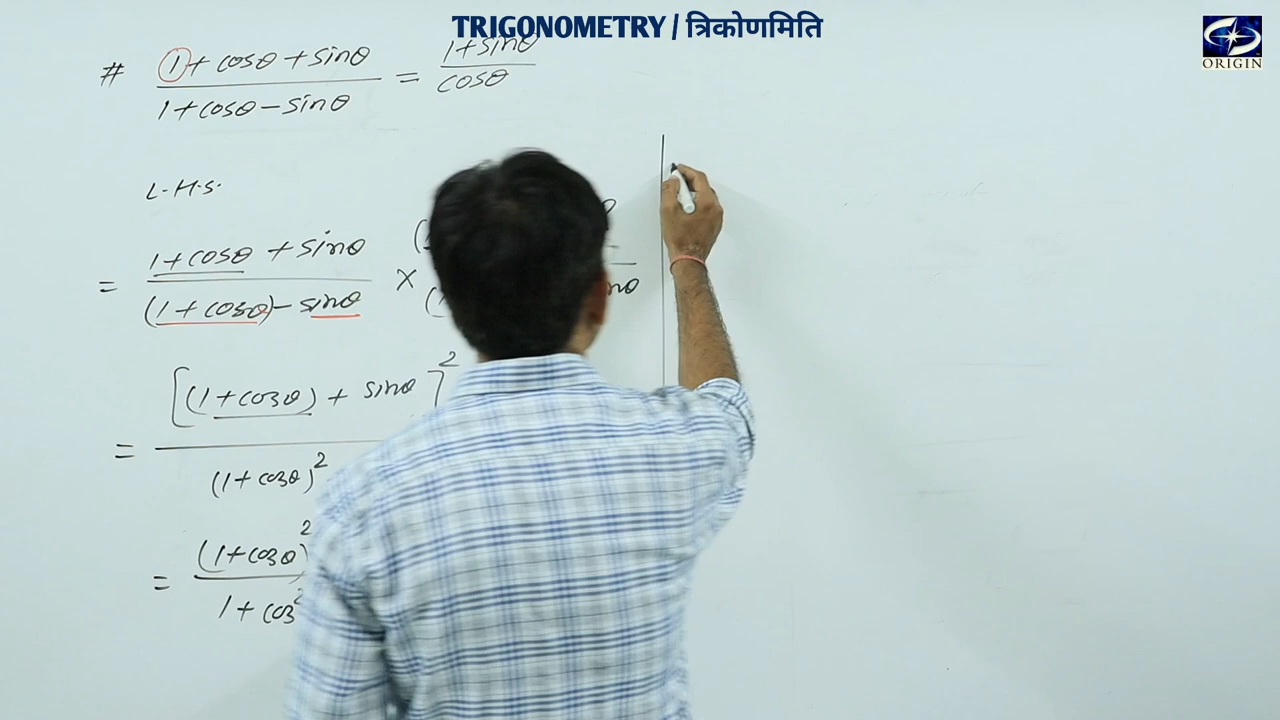 TRIGONOMETRY / त्रिकोणमिति
ORIGIN
# (1 + cosθ + sinθ) / (1 + cosθ − sinθ) = (1 + sinθ) / cosθ
L.H.S.
= (1 + cosθ + sinθ) / ((1 + cosθ) − sinθ) ×
= [(1 + cosθ) + sinθ]² / (1 + cosθ)²
= (1 + cosθ)² / 1 + cos²